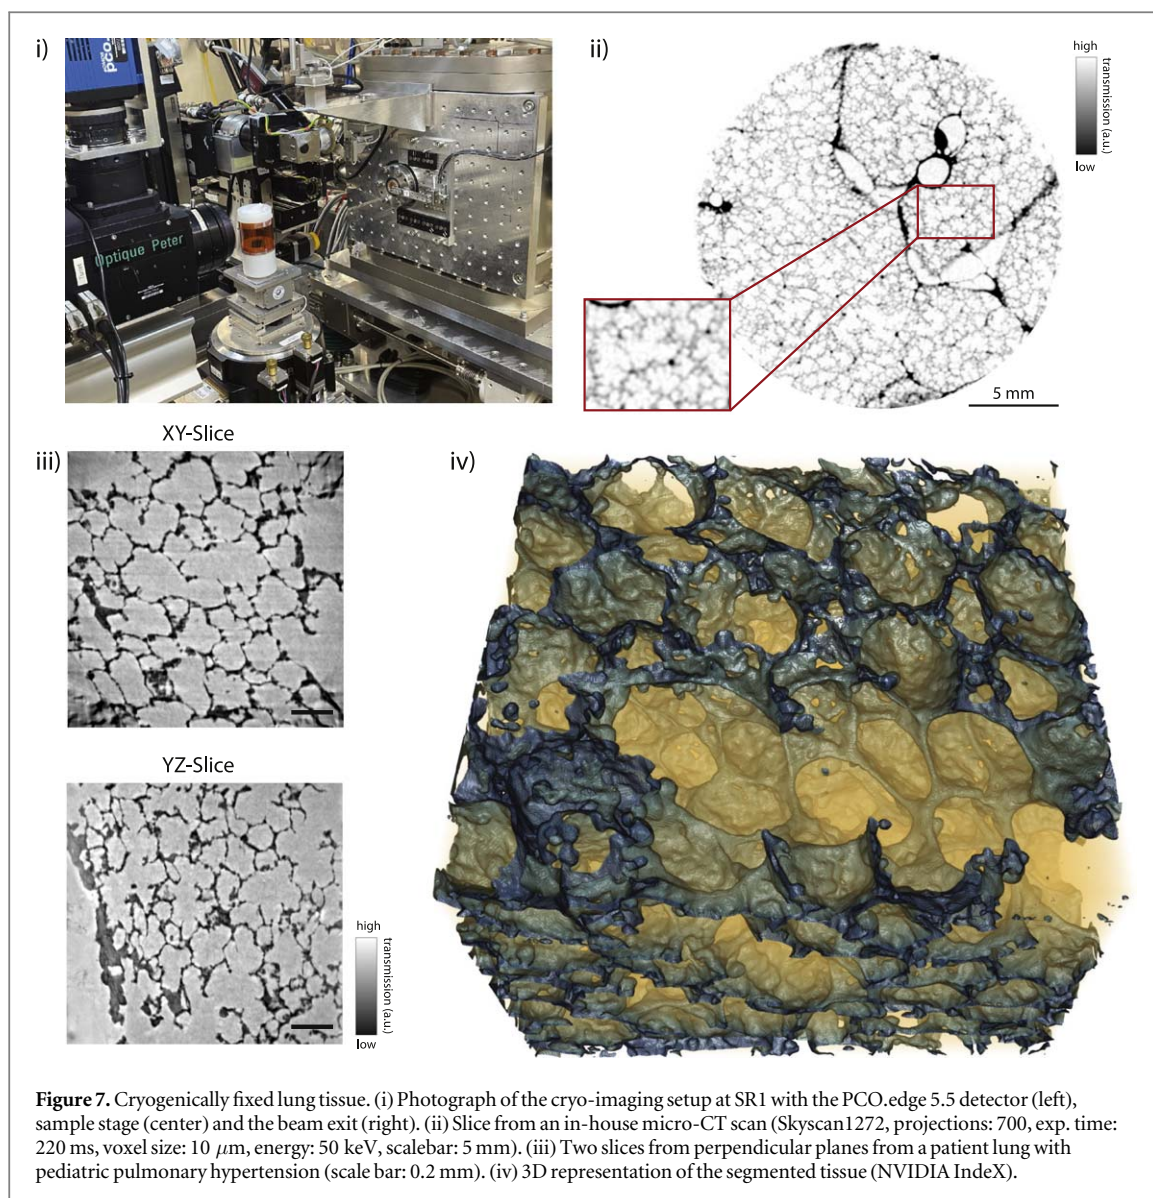 i)
pco.
Optique Peter
ii)
high
transmission (a.u.)
low
5 mm
XY-Slice
iii)
YZ-Slice
high
transmission (a.u.)
low
iv)
Figure 7. Cryogenically fixed lung tissue. (i) Photograph of the cryo-imaging setup at SR1 with the PCO.edge 5.5 detector (left),
sample stage (center) and the beam exit (right). (ii) Slice from an in-house micro-CT scan (Skyscan1272, projections: 700, exp. time:
220 ms, voxel size: 10 μm, energy: 50 keV, scalebar: 5 mm). (iii) Two slices from perpendicular planes from a patient lung with
pediatric pulmonary hypertension (scale bar: 0.2 mm). (iv) 3D representation of the segmented tissue (NVIDIA IndeX).